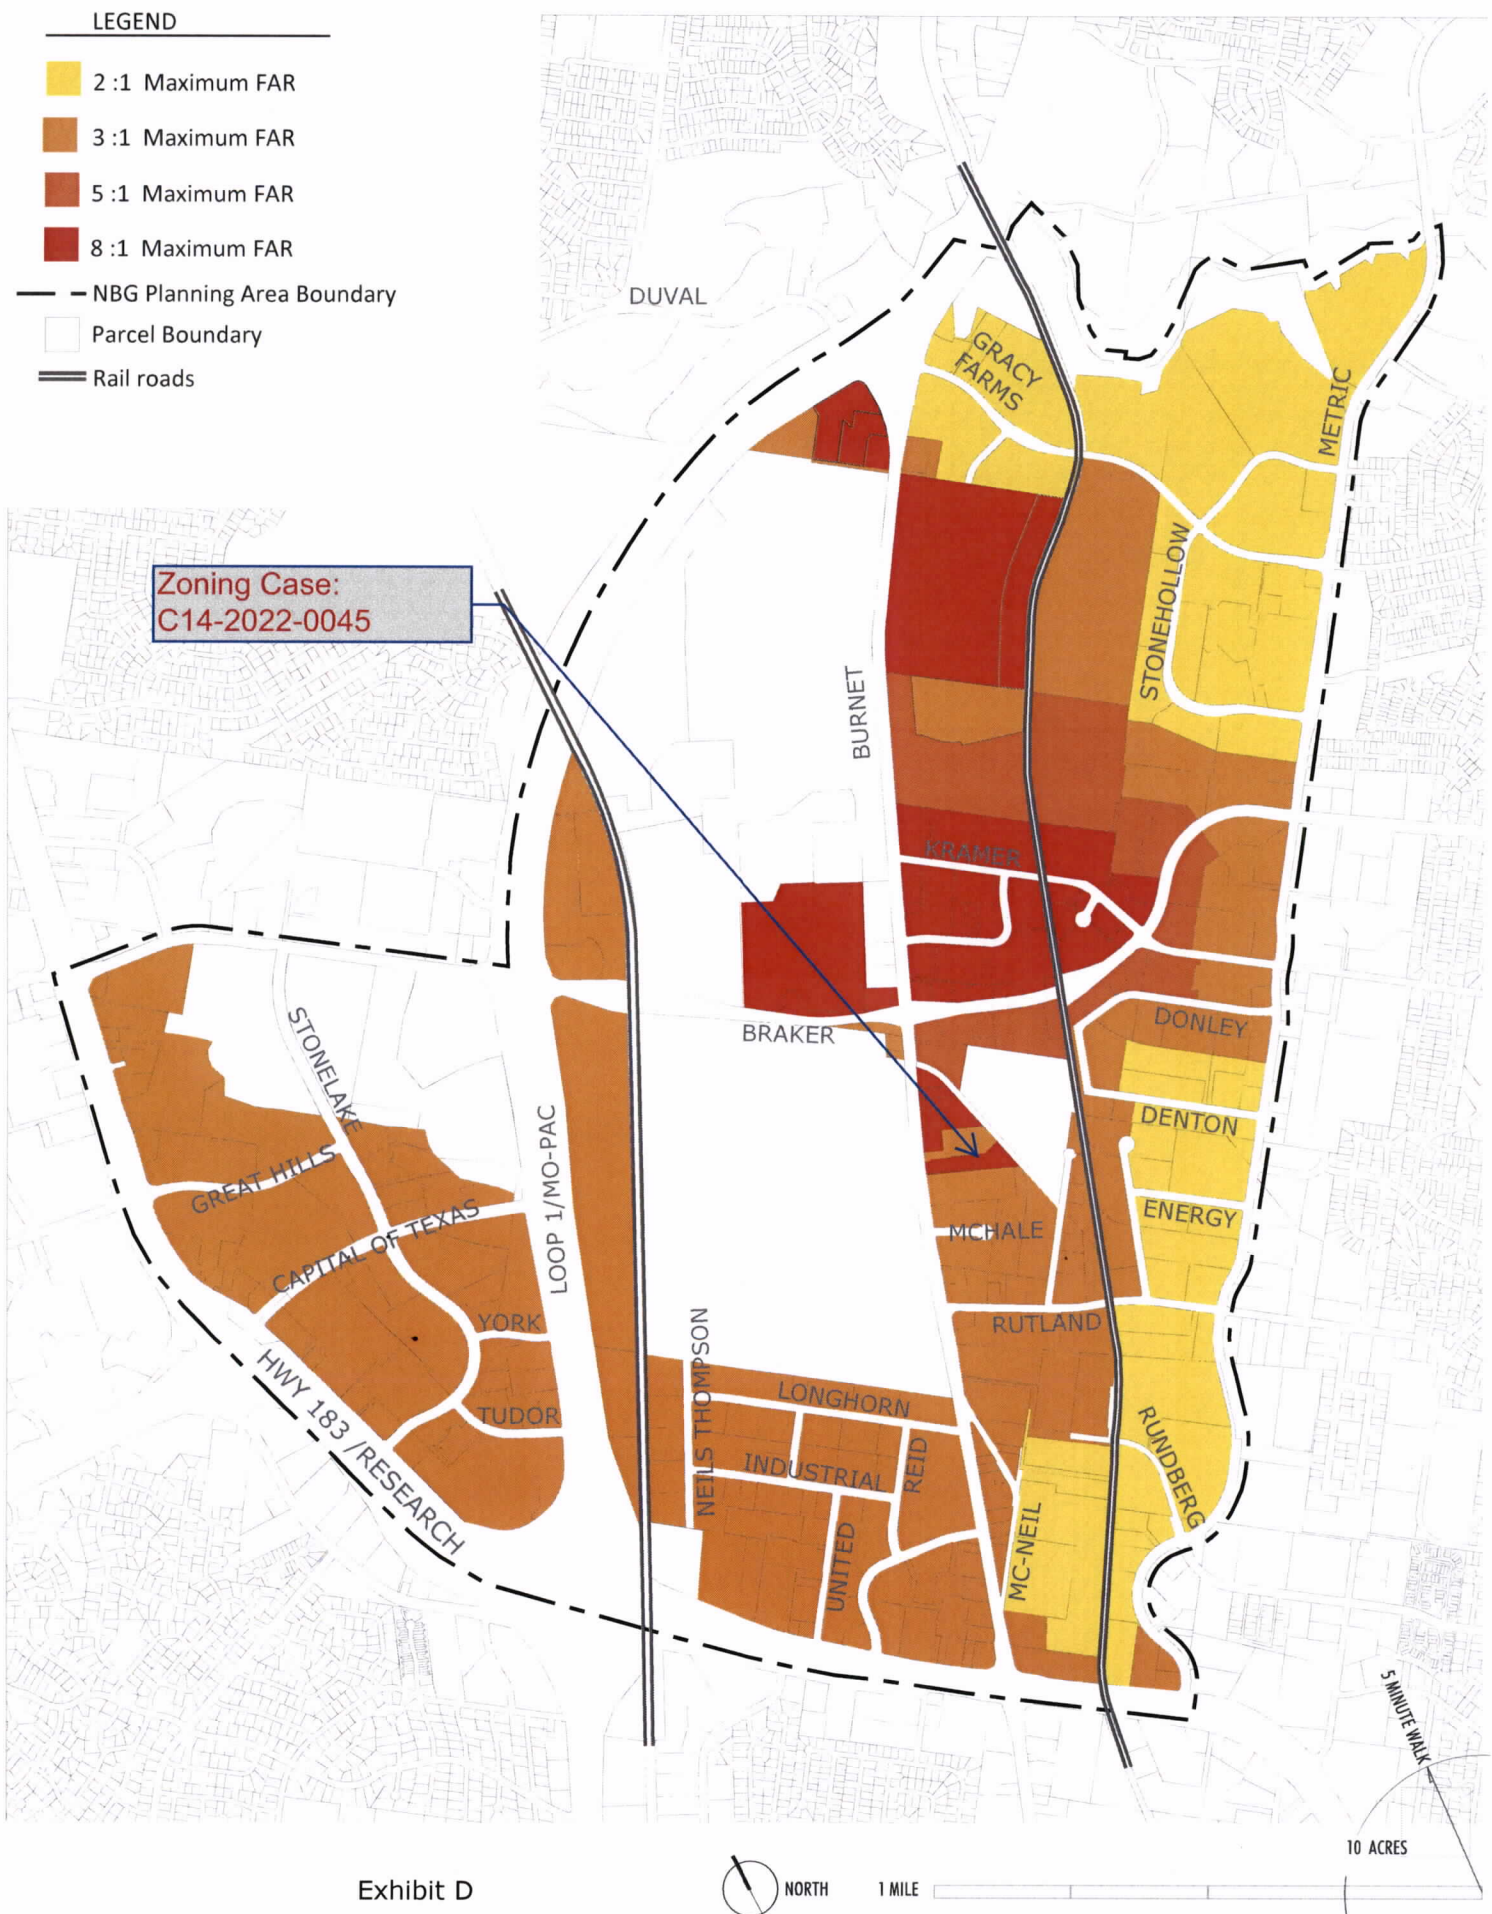 LEGEND
2 :1 Maximum FAR
3 :1 Maximum FAR
5 :1 Maximum FAR
8 :1 Maximum FAR
NBG Planning Area Boundary
Parcel Boundary
Rail roads
DUVAL
GRACY
FARMS
METRIC
STONEHOLLOW
Zoning Case:
C14-2022-0045
BURNET
KRAMER
BRAKER
DONLEY
STONELAKE
DENTON
GREAT HILLS
CAPITAL OF TEXAS
LOOP 1/MO-PAC
ENERGY
MCHALE
YORK
RUTLAND
HWY 183 /RESEARCH
TUDOR
NEILS THOMPSON
LONGHORN
INDUSTRIAL
REID
RUNDBERG
UNITED
MC-NEIL
5 MINUTE WALK
10 ACRES
Exhibit D
NORTH
1 MILE